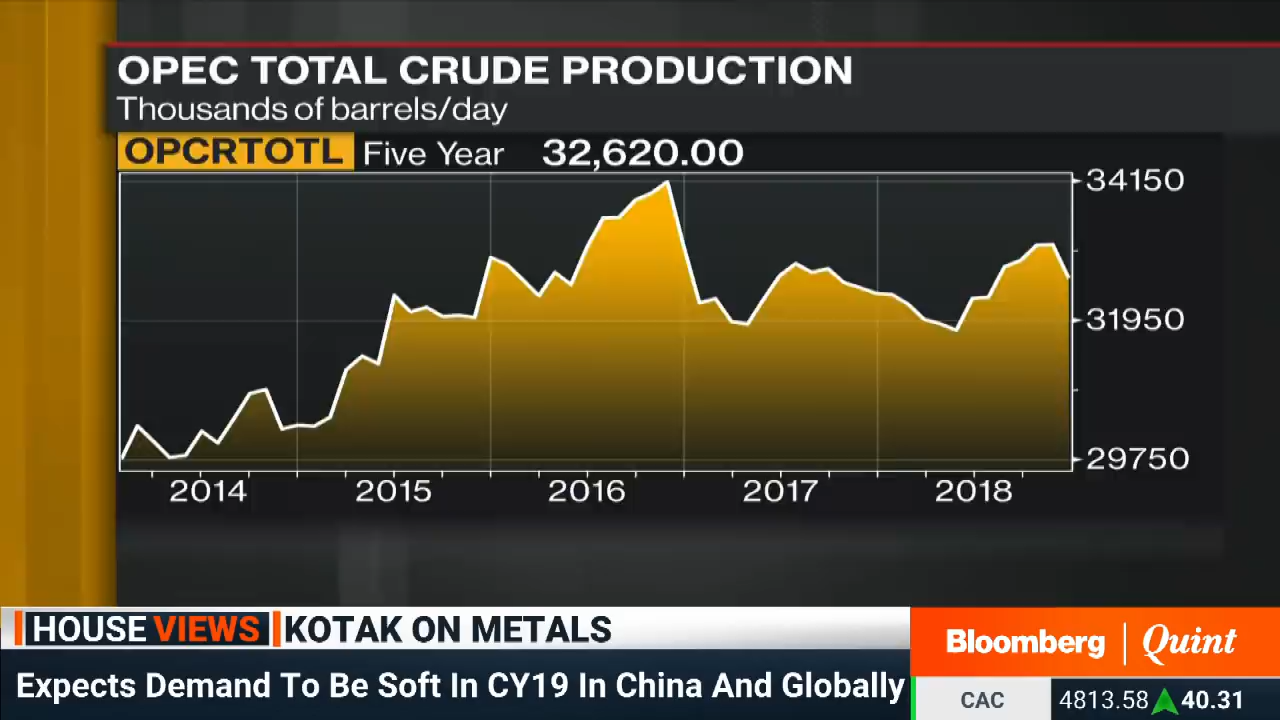 OPEC TOTAL CRUDE PRODUCTION
Thousands of barrels/day
OPCRTOTL Five Year 32,620.00
34150
31950
29750
2014 2015 2016 2017 2018
HOUSE VIEWS KOTAK ON METALS
Expects Demand To Be Soft In CY19 In China And Globally
Bloomberg | Quint
CAC 4813.58 40.31